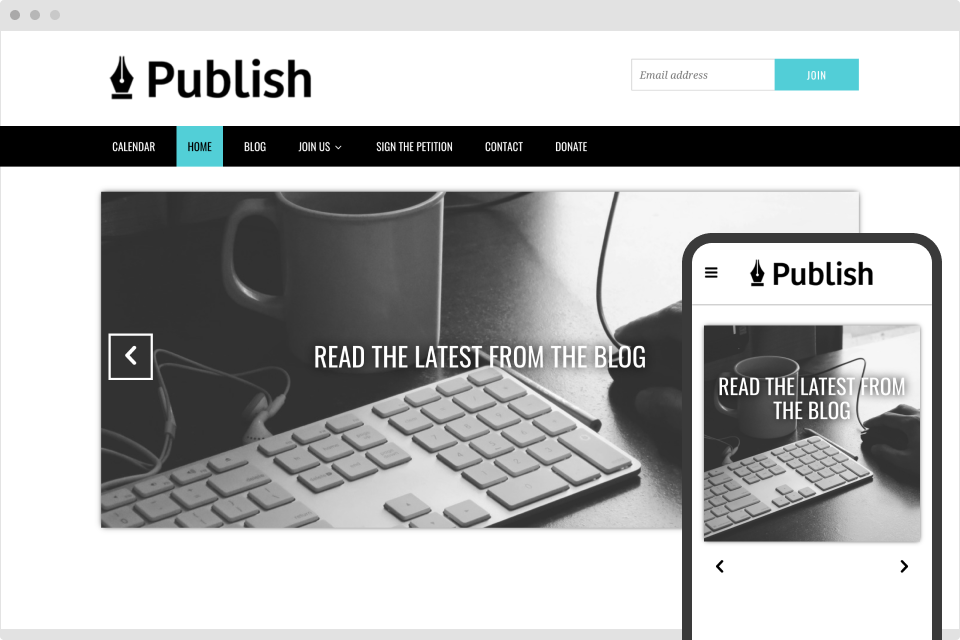 Publish
Email address JOIN
CALENDAR HOME BLOG JOIN US SIGN THE PETITION CONTACT DONATE
READ THE LATEST FROM THE BLOG
Publish
READ THE LATEST FROM
THE BLOG